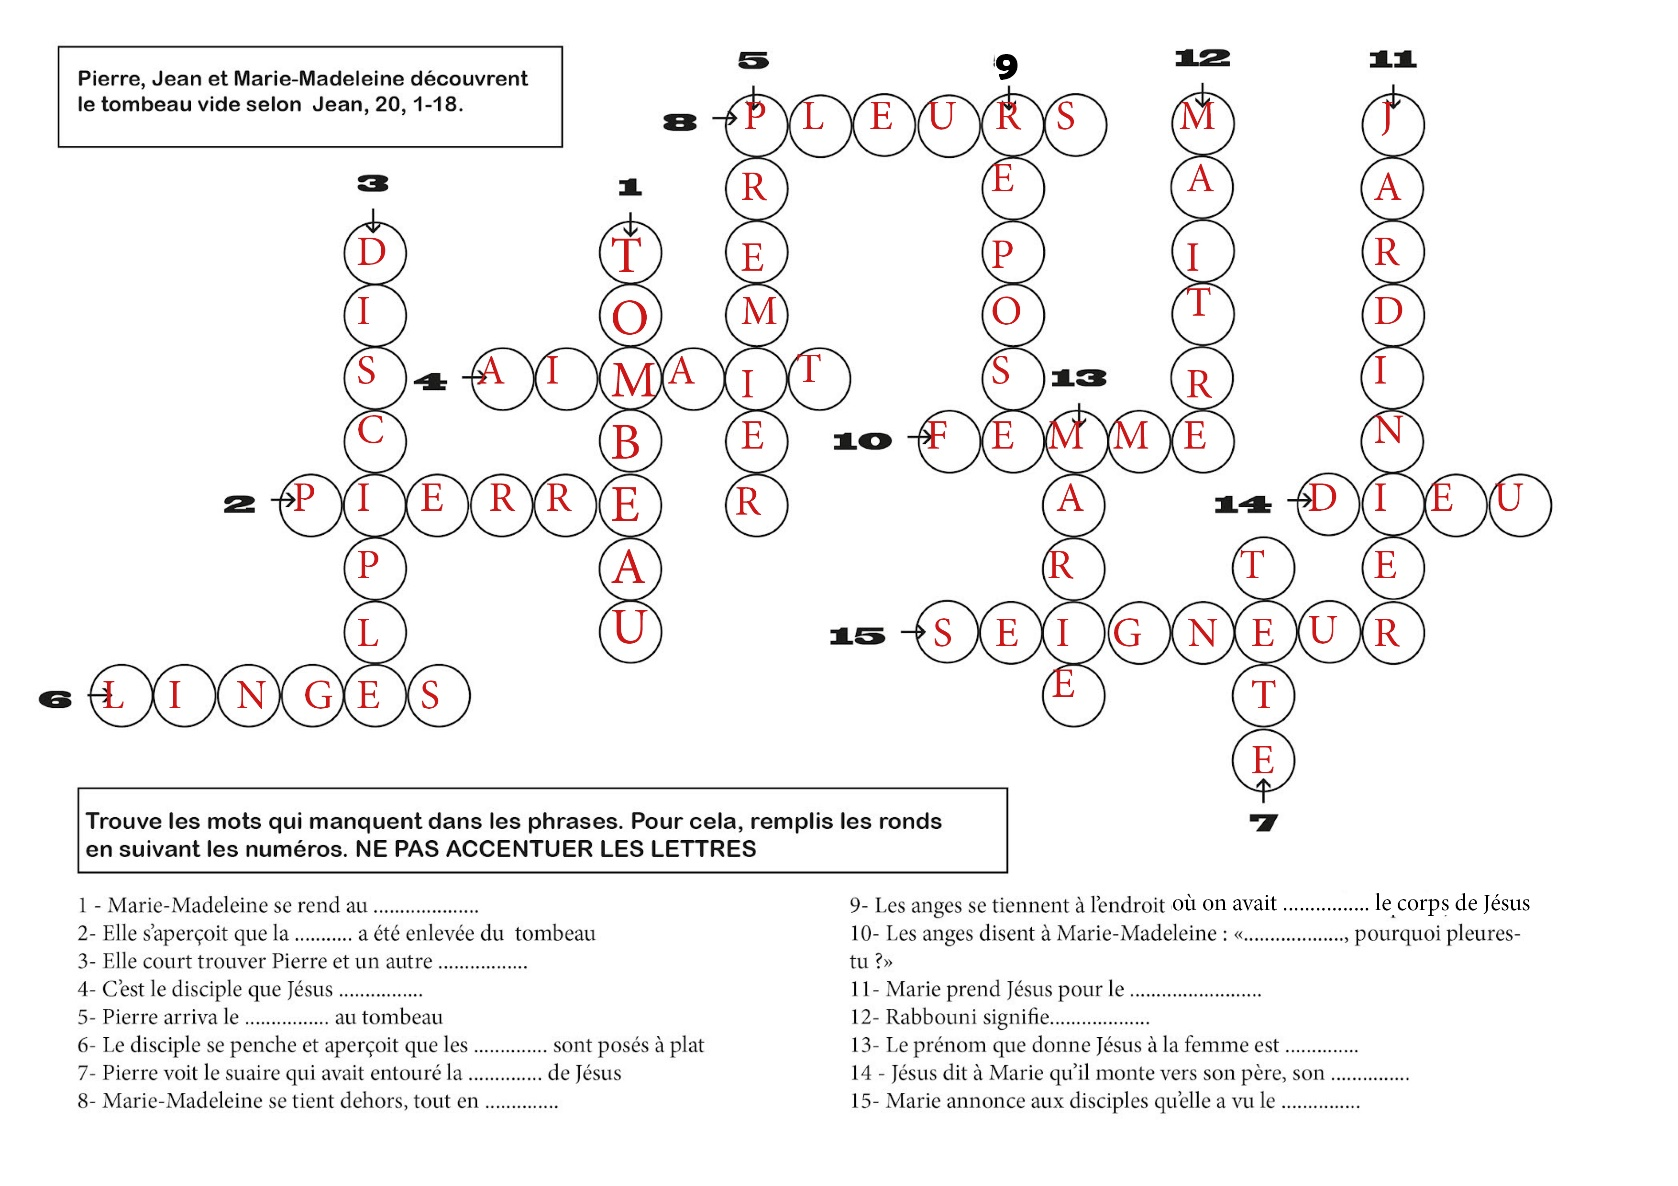 Pierre, Jean et Marie-Madeleine découvrent
le tombeau vide selon  Jean, 20, 1-18.
5
9
12
11
8 → P L E U R S
M
J
R
E
A
A
3
1
D
T
E
P
I
R
I
O
M
O
T
D
S
4 → A I M A I T
S
13
R
I
C
B
E
10 → F E M M E
N
2 → P I E R R E
R
A
14 → D I E U
P
A
R
T
E
L
U
15 → S E I G N E U R
6 → L I N G E S
E
T
E
7
Trouve les mots qui manquent dans les phrases. Pour cela, remplis les ronds
en suivant les numéros. NE PAS ACCENTUER LES LETTRES
1 - Marie-Madeleine se rend au ....................
2- Elle s'aperçoit que la ........... a été enlevée du  tombeau
3- Elle court trouver Pierre et un autre .................
4- C'est le disciple que Jésus ................
5- Pierre arriva le ................ au tombeau
6- Le disciple se penche et aperçoit que les .............. sont posés à plat
7- Pierre voit le suaire qui avait entouré la .............. de Jésus
8- Marie-Madeleine se tient dehors, tout en ..............
9- Les anges se tiennent à l'endroit où on avait ................ le corps de Jésus
10- Les anges disent à Marie-Madeleine : «..................., pourquoi pleures-
tu ?»
11- Marie prend Jésus pour le .........................
12- Rabbouni signifie...................
13- Le prénom que donne Jésus à la femme est ..............
14 - Jésus dit à Marie qu'il monte vers son père, son ...............
15- Marie annonce aux disciples qu'elle a vu le ...............